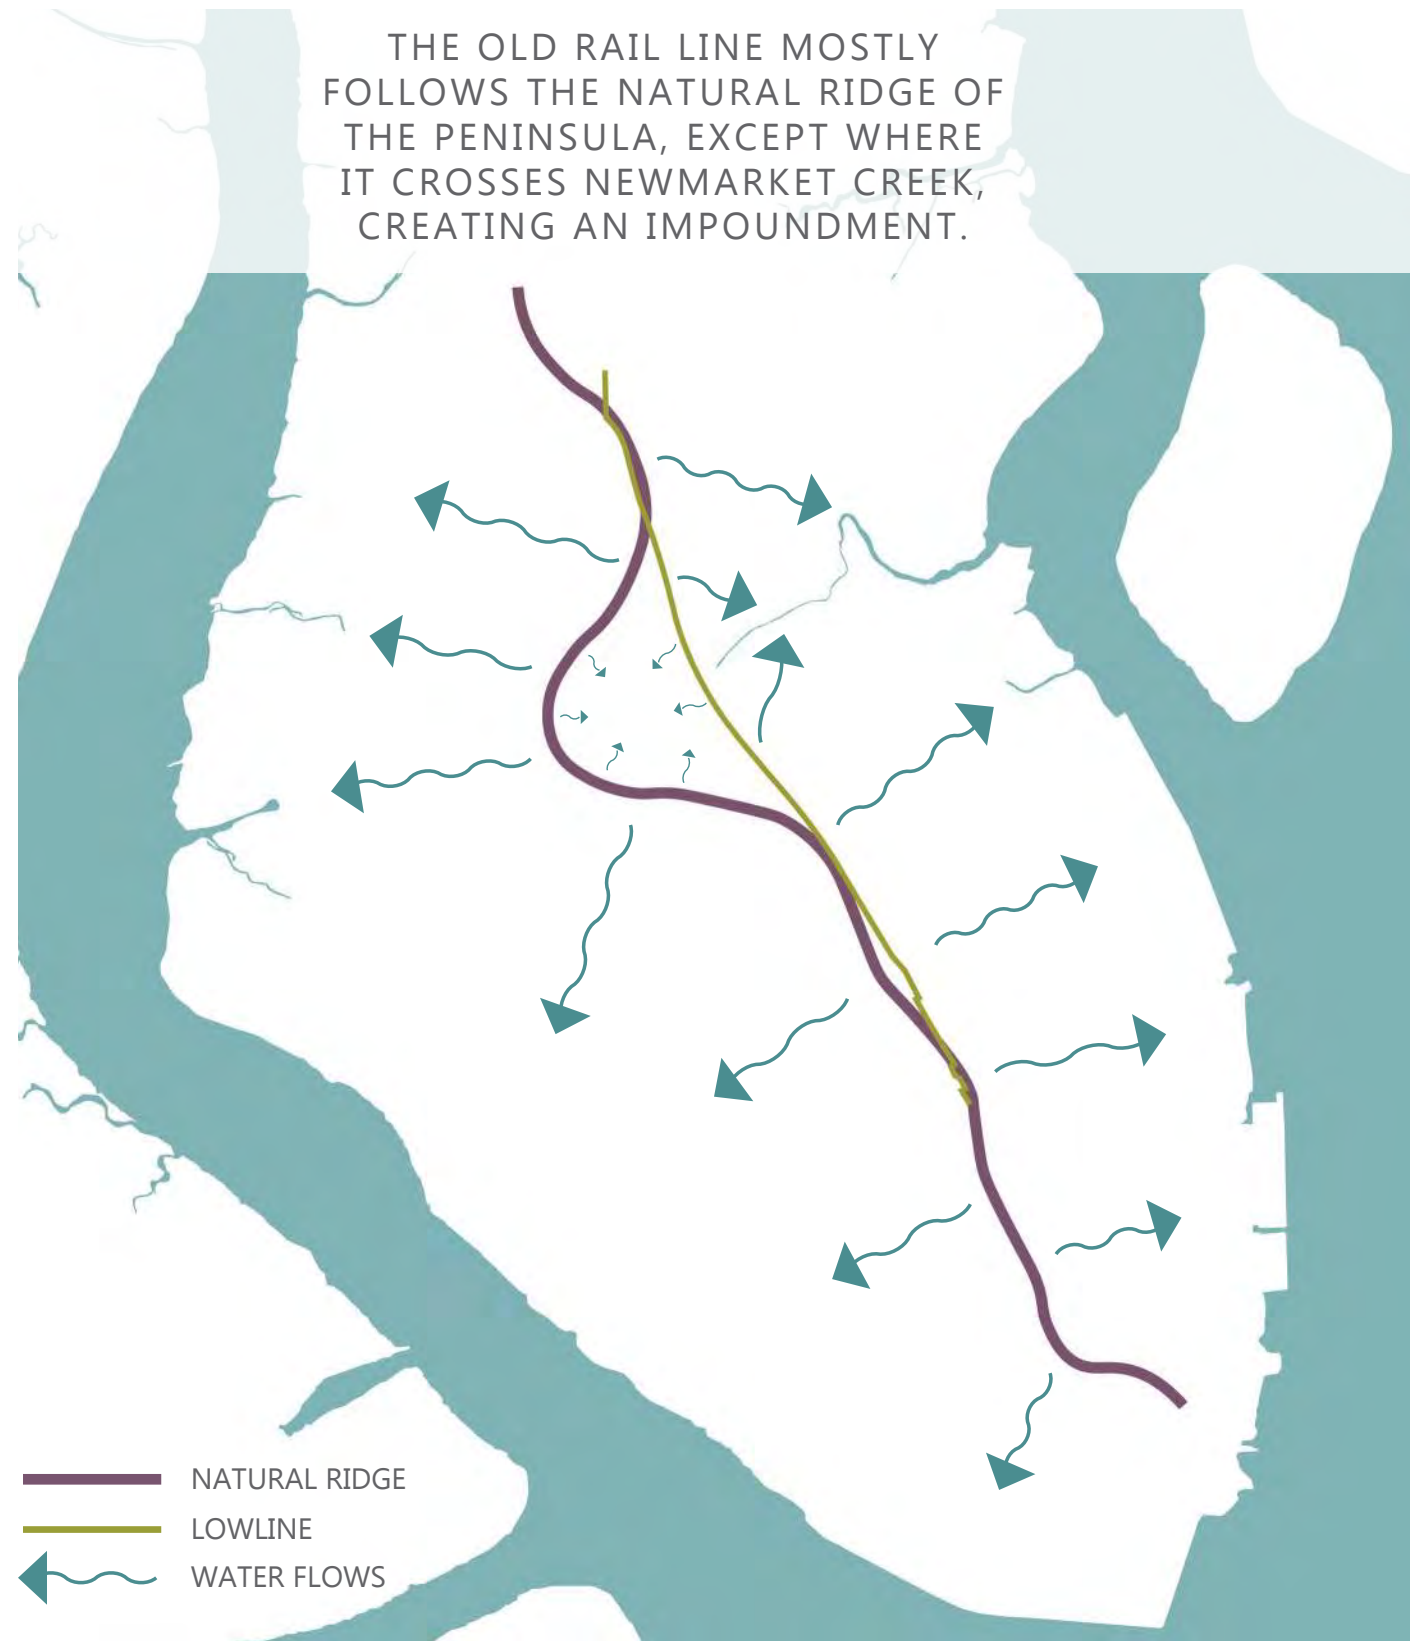 THE OLD RAIL LINE MOSTLY
FOLLOWS THE NATURAL RIDGE OF
THE PENINSULA, EXCEPT WHERE
IT CROSSES NEWMARKET CREEK,
CREATING AN IMPOUNDMENT.
NATURAL RIDGE
LOWLINE
WATER FLOWS